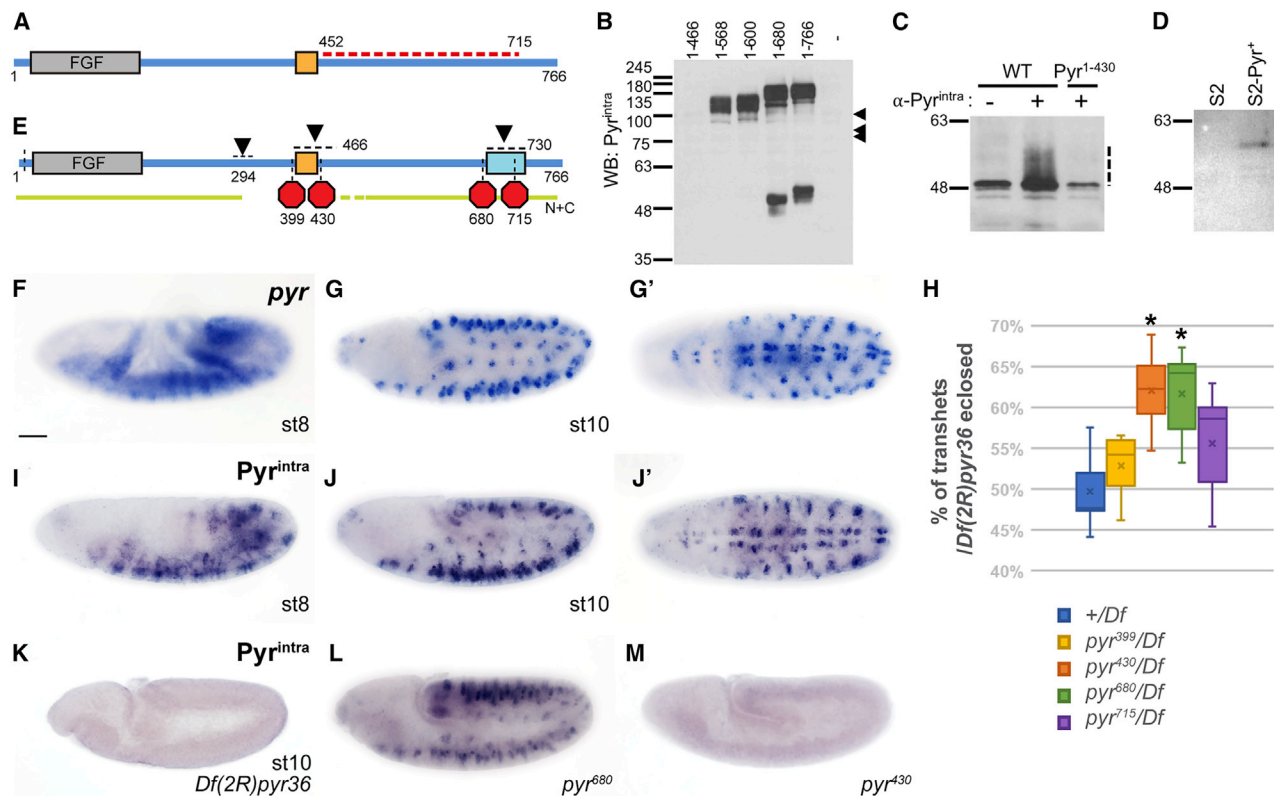 A
FGF
452
715
1
766
B
1-466
1-568
1-600
1-680
1-766
-
245
180
135
100
75
63
48
35
WB: Pyr^intra
C
WT
Pyr^1-430
α-Pyr^intra :
-
+
+
63
48
D
S2
S2-Pyr⁺
63
48
E
FGF
1
294
466
730
766
399
430
680
715
N+C
F
pyr
st8
G
st10
G'
H
% of transhets
/Df(2R)pyr36 eclosed
70%
65%
60%
55%
50%
45%
40%
*
*
+/Df
pyr^399/Df
pyr^430/Df
pyr^680/Df
pyr^715/Df
I
Pyr^intra
st8
J
st10
J'
K
Pyr^intra
st10
Df(2R)pyr36
L
pyr^680
M
pyr^430